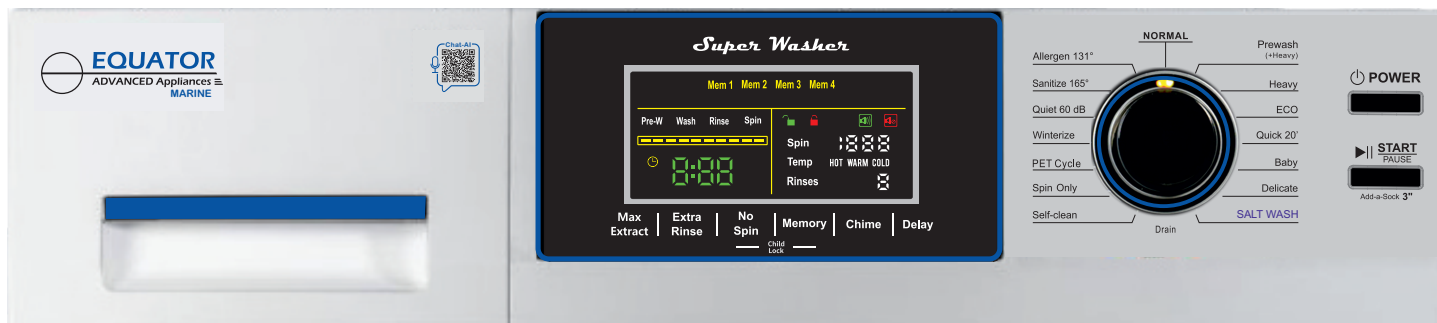 EQUATOR
ADVANCED Appliances
MARINE
Chat-AI
Super Washer
Mem 1 Mem 2 Mem 3 Mem 4
Pre-W Wash Rinse Spin
Spin 1888
Temp HOT WARM COLD
8:88
Rinses 8
Max Extract
Extra Rinse
No Spin
Memory
Chime
Delay
Child Lock
NORMAL
Allergen 131°
Sanitize 165°
Quiet 60 dB
Winterize
PET Cycle
Spin Only
Self-clean
Drain
Prewash
(+Heavy)
Heavy
ECO
Quick 20'
Baby
Delicate
SALT WASH
POWER
START
PAUSE
Add-a-Sock 3"